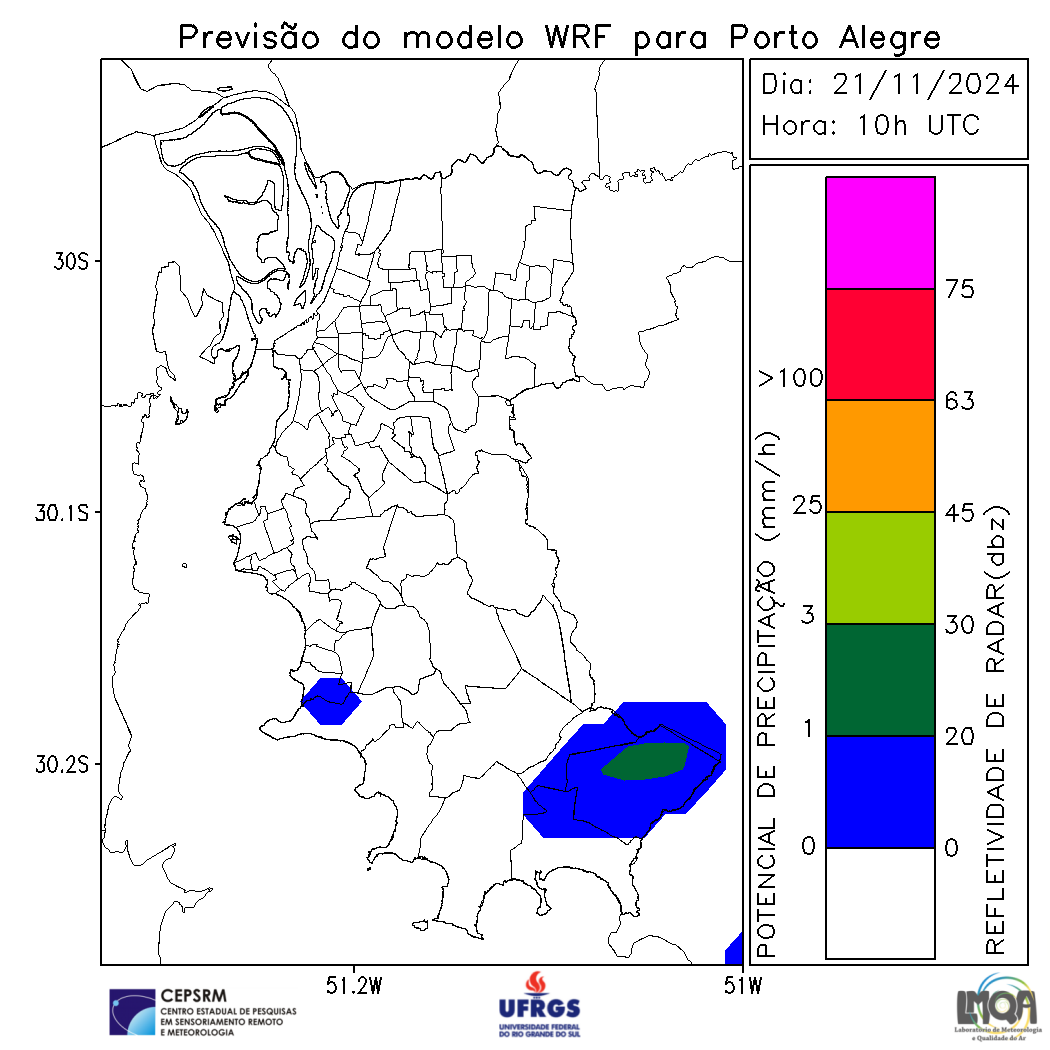 Previsão do modelo WRF para Porto Alegre
Dia: 21/11/2024
Hora: 10h UTC
30S
30.1S
30.2S
51.2W
51W
POTENCIAL DE PRECIPITAÇÃO (mm/h)
>100
25
3
1
0
75
63
45
30
20
0
REFLETIVIDADE DE RADAR(dbz)
CEPSRM
CENTRO ESTADUAL DE PESQUISAS
EM SENSORIAMENTO REMOTO
E METEOROLOGIA
UFRGS
UNIVERSIDADE FEDERAL
DO RIO GRANDE DO SUL
LMQA
Laboratório de Meteorologia
e Qualidade do Ar